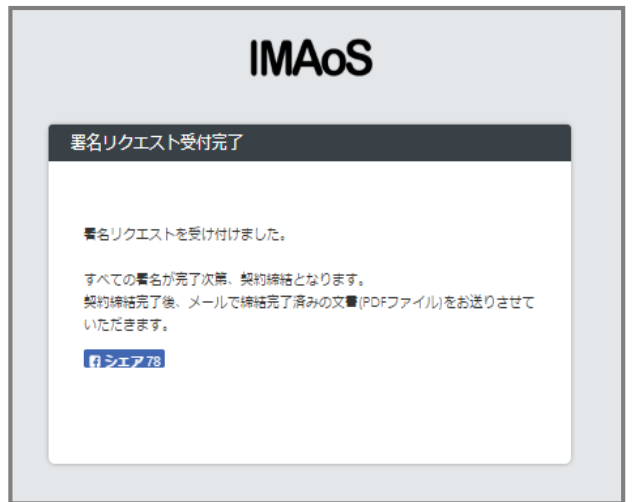 IMAoS
署名リクエスト受付完了
署名リクエストを受け付けました。
すべての署名が完了次第、契約締結となります。
契約締結完了後、メールで締結完了済みの文書(PDFファイル)をお送りさせて
いただきます。
シェア 78